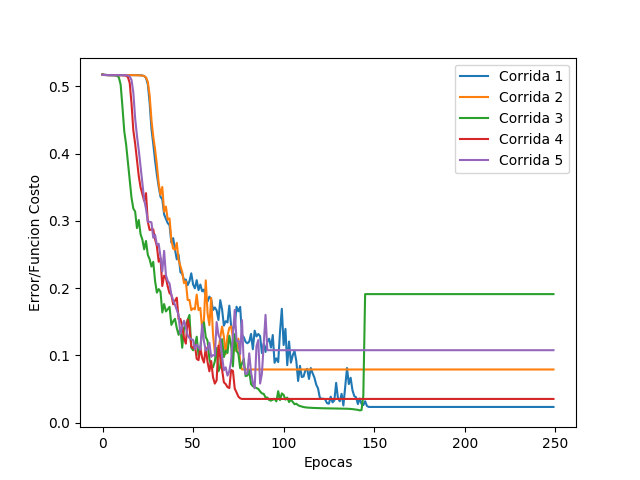 Corrida 1
Corrida 2
Corrida 3
Corrida 4
Corrida 5
Error/Funcion Costo
0.5
0.4
0.3
0.2
0.1
0.0
0 50 100 150 200 250
Epocas